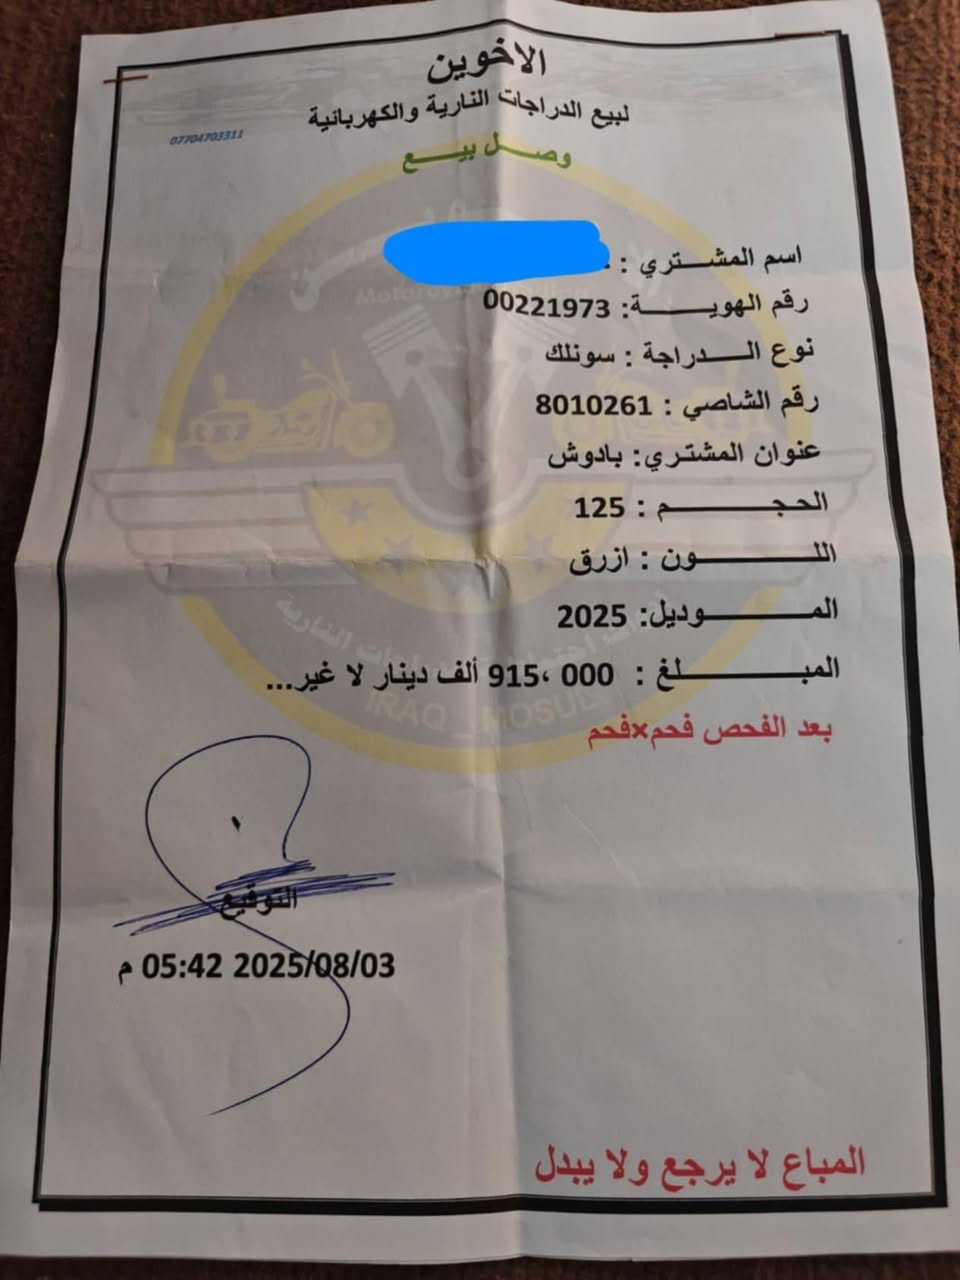 الاخوين
لبيع الدراجات النارية والكهربائية
07704703311
وصل بيع
اسم المشتري :
رقم الهوية: 00221973
نوع الدراجة : سونلك
رقم الشاصي : 8010261
عنوان المشتري: بادوش
الحجم : 125
اللون : ازرق
الموديل: 2025
المبلغ : 915، 000 ألف دينار لا غير...
بعد الفحص فحم×فحم
التوقيع
2025/08/03 05:42 م
المباع لا يرجع ولا يبدل
IRAQ_MOSUL